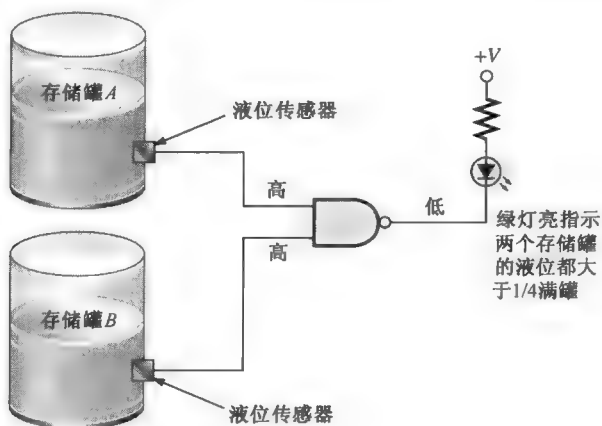 存储罐A
液位传感器
高
+V
低
高
绿灯亮指示
两个存储罐
的液位都大
于1/4满罐
存储罐B
液位传感器